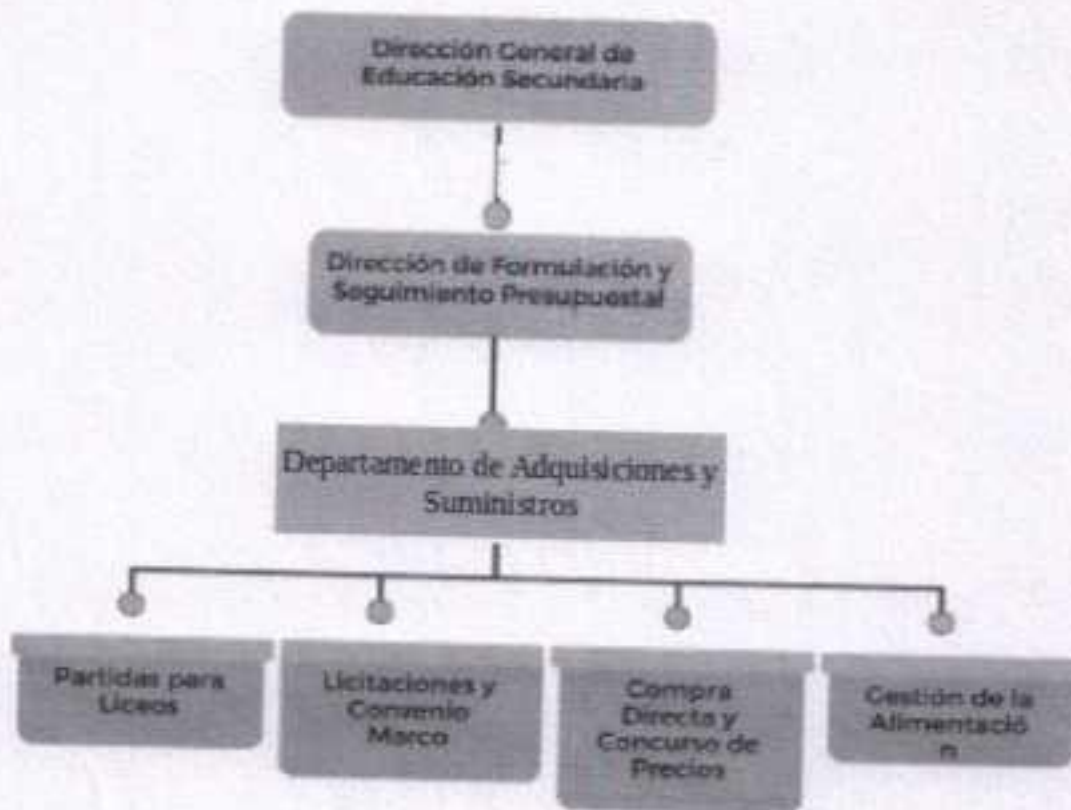 Dirección General de
Educación Secundaria
Dirección de Formulación y
Seguimiento Presupuestal
Departamento de Adquisiciones y
Suministros
Partidas para
Liceos
Licitaciones y
Convenio
Marco
Compra
Directa y
Concurso de
Precios
Gestión de la
Alimentació
n